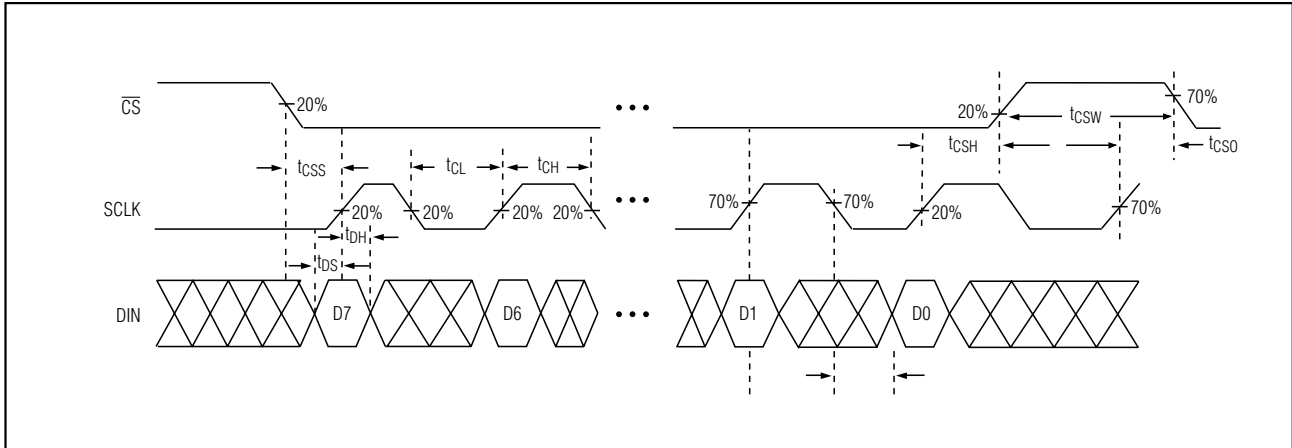 CS
20%
• • •
20%
tCSW
70%
tCSS
tCL
tCH
tCSH
tCSO
SCLK
20%
20%
20%
20%
• • •
70%
70%
20%
70%
tDH
tDS
DIN
D7
D6
• • •
D1
D0